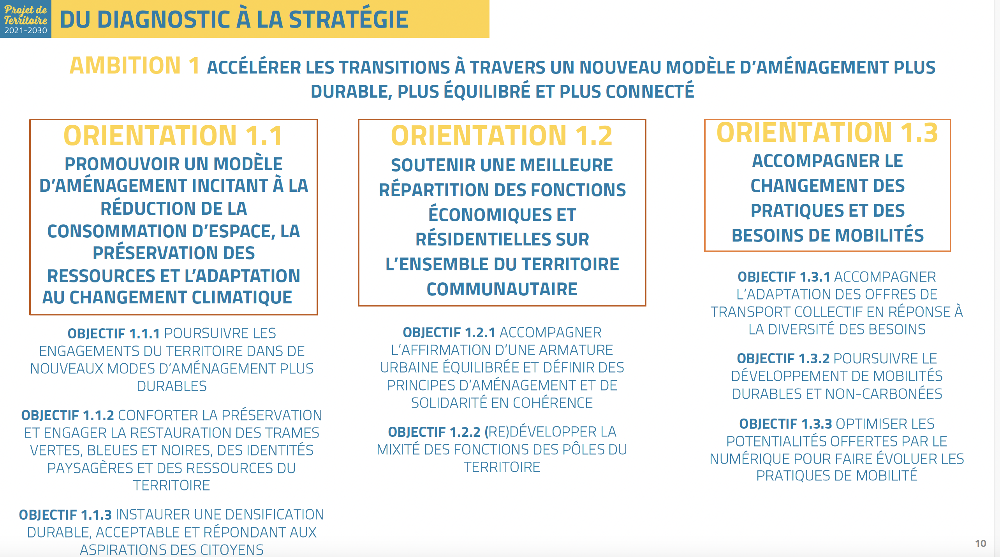 Projet de
Territoire
2021-2030
DU DIAGNOSTIC À LA STRATÉGIE
AMBITION 1 ACCÉLÉRER LES TRANSITIONS À TRAVERS UN NOUVEAU MODÈLE D’AMÉNAGEMENT PLUS
DURABLE, PLUS ÉQUILIBRÉ ET PLUS CONNECTÉ
ORIENTATION 1.1
PROMOUVOIR UN MODÈLE
D’AMÉNAGEMENT INCITANT À LA
RÉDUCTION DE LA
CONSOMMATION D’ESPACE, LA
PRÉSERVATION DES
RESSOURCES ET L’ADAPTATION
AU CHANGEMENT CLIMATIQUE
OBJECTIF 1.1.1 POURSUIVRE LES
ENGAGEMENTS DU TERRITOIRE DANS DE
NOUVEAUX MODES D’AMÉNAGEMENT PLUS
DURABLES
OBJECTIF 1.1.2 CONFORTER LA PRÉSERVATION
ET ENGAGER LA RESTAURATION DES TRAMES
VERTES, BLEUES ET NOIRES, DES IDENTITÉS
PAYSAGÈRES ET DES RESSOURCES DU
TERRITOIRE
OBJECTIF 1.1.3 INSTAURER UNE DENSIFICATION
DURABLE, ACCEPTABLE ET RÉPONDANT AUX
ASPIRATIONS DES CITOYENS
ORIENTATION 1.2
SOUTENIR UNE MEILLEURE
RÉPARTITION DES FONCTIONS
ÉCONOMIQUES ET
RÉSIDENTIELLES SUR
L’ENSEMBLE DU TERRITOIRE
COMMUNAUTAIRE
OBJECTIF 1.2.1 ACCOMPAGNER
L’AFFIRMATION D’UNE ARMATURE
URBAINE ÉQUILIBRÉE ET DÉFINIR DES
PRINCIPES D’AMÉNAGEMENT ET DE
SOLIDARITÉ EN COHÉRENCE
OBJECTIF 1.2.2 (RE)DÉVELOPPER LA
MIXITÉ DES FONCTIONS DES PÔLES DU
TERRITOIRE
ORIENTATION 1.3
ACCOMPAGNER LE
CHANGEMENT DES
PRATIQUES ET DES
BESOINS DE MOBILITÉS
OBJECTIF 1.3.1 ACCOMPAGNER
L’ADAPTATION DES OFFRES DE
TRANSPORT COLLECTIF EN RÉPONSE À
LA DIVERSITÉ DES BESOINS
OBJECTIF 1.3.2 POURSUIVRE LE
DÉVELOPPEMENT DE MOBILITÉS
DURABLES ET NON-CARBONÉES
OBJECTIF 1.3.3 OPTIMISER LES
POTENTIALITÉS OFFERTES PAR LE
NUMÉRIQUE POUR FAIRE ÉVOLUER LES
PRATIQUES DE MOBILITÉ
10